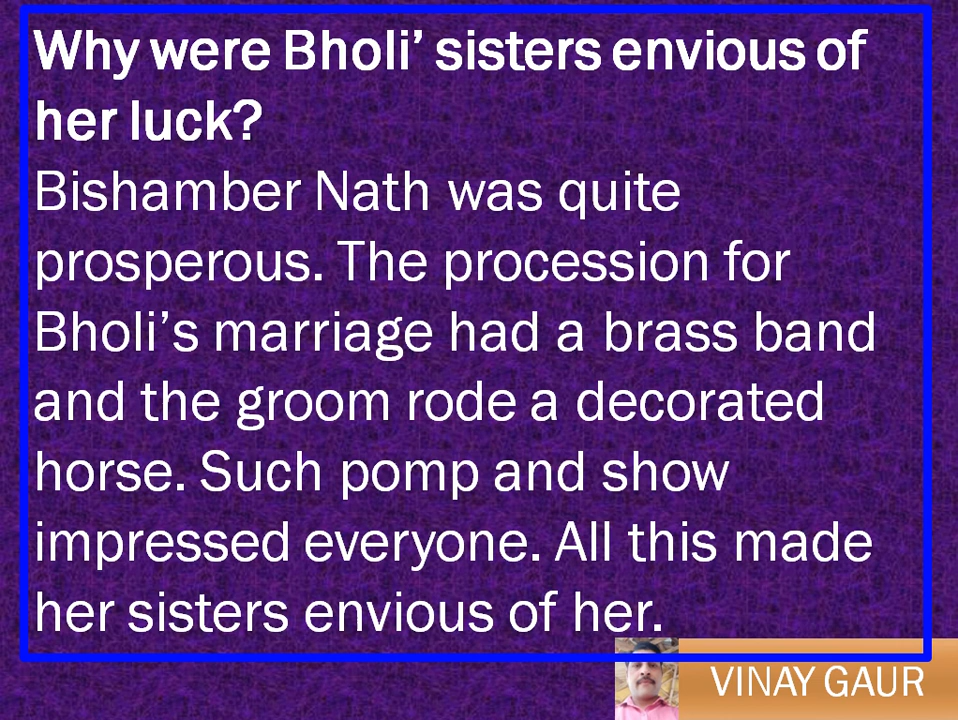 Why were Bholi’ sisters envious of
her luck?
Bishamber Nath was quite
prosperous. The procession for
Bholi’s marriage had a brass band
and the groom rode a decorated
horse. Such pomp and show
impressed everyone. All this made
her sisters envious of her.
VINAY GAUR